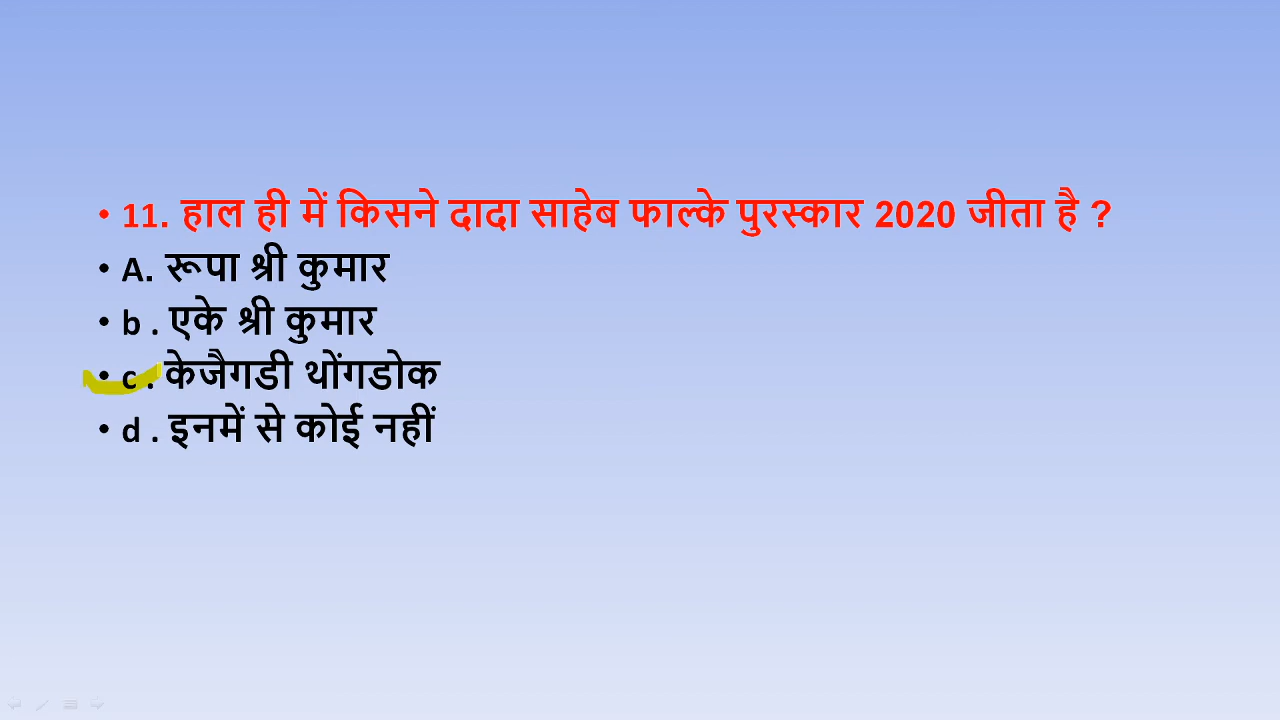 • 11. हाल ही में किसने दादा साहेब फाल्के पुरस्कार 2020 जीता है ?
• A. रूपा श्री कुमार
• b . एके श्री कुमार
• c . केजैगडी थोंगडोक
• d . इनमें से कोई नहीं